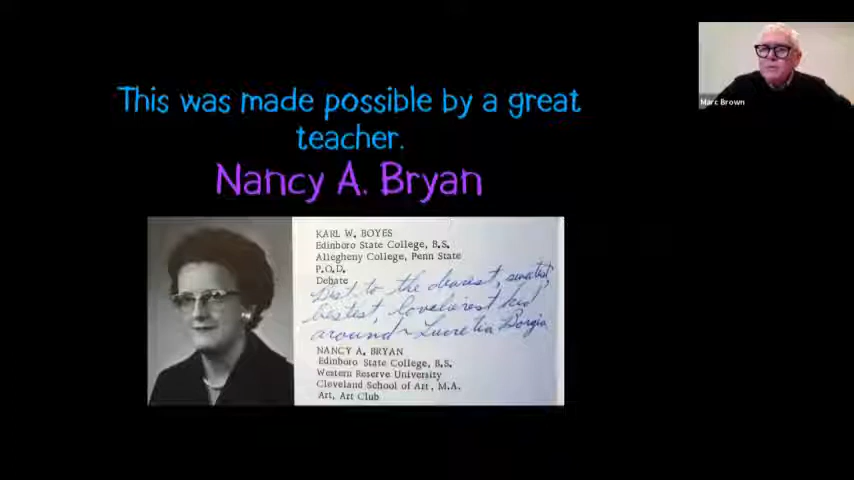 This was made possible by a great
teacher.
Nancy A. Bryan
Marc Brown
KARL W. BOYES
Edinboro State College, B.S.
Allegheny College, Penn State
P.O.D.
Debate
to the dearest, sweetest,
bestest, loveliest kid
around ~ Lucretia Borgia
NANCY A. BRYAN
Edinboro State College, B.S.
Western Reserve University
Cleveland School of Art, M.A.
Art, Art Club